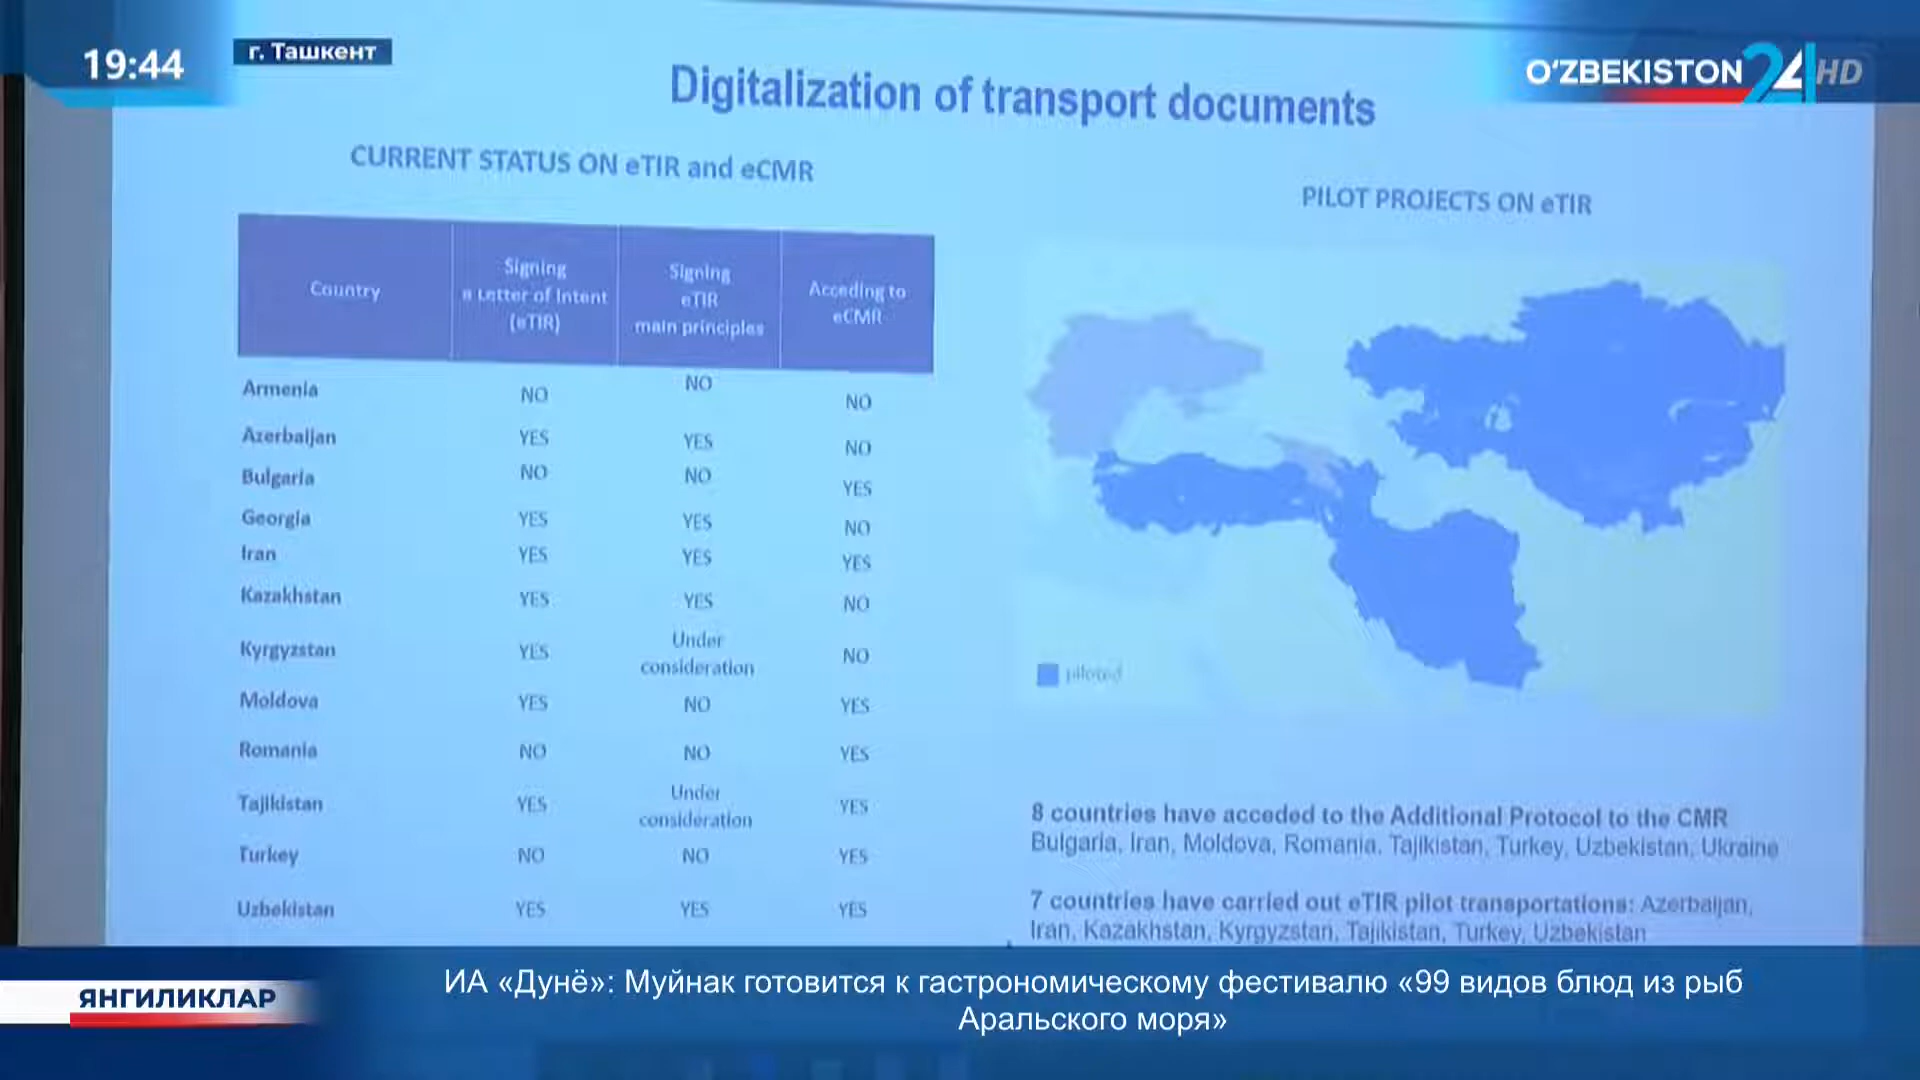 19:44
г. Ташкент
O‘ZBEKISTON 24 HD
Digitalization of transport documents
CURRENT STATUS ON eTIR and eCMR
PILOT PROJECTS ON eTIR
Country
Signing
a Letter of Intent
(eTIR)
Signing
eTIR
main principles
Acceding to
eCMR
Armenia NO NO NO
Azerbaijan YES YES NO
Bulgaria NO NO YES
Georgia YES YES NO
Iran YES YES YES
Kazakhstan YES YES NO
Kyrgyzstan YES Under consideration NO
Moldova YES NO YES
Romania NO NO YES
Tajikistan YES Under consideration YES
Turkey NO NO YES
Uzbekistan YES YES YES
piloted
8 countries have acceded to the Additional Protocol to the CMR
Bulgaria, Iran, Moldova, Romania, Tajikistan, Turkey, Uzbekistan, Ukraine
7 countries have carried out eTIR pilot transportations: Azerbaijan,
Iran, Kazakhstan, Kyrgyzstan, Tajikistan, Turkey, Uzbekistan
ЯНГИЛИКЛАР
ИА «Дунё»: Муйнак готовится к гастрономическому фестивалю «99 видов блюд из рыб
Аральского моря»